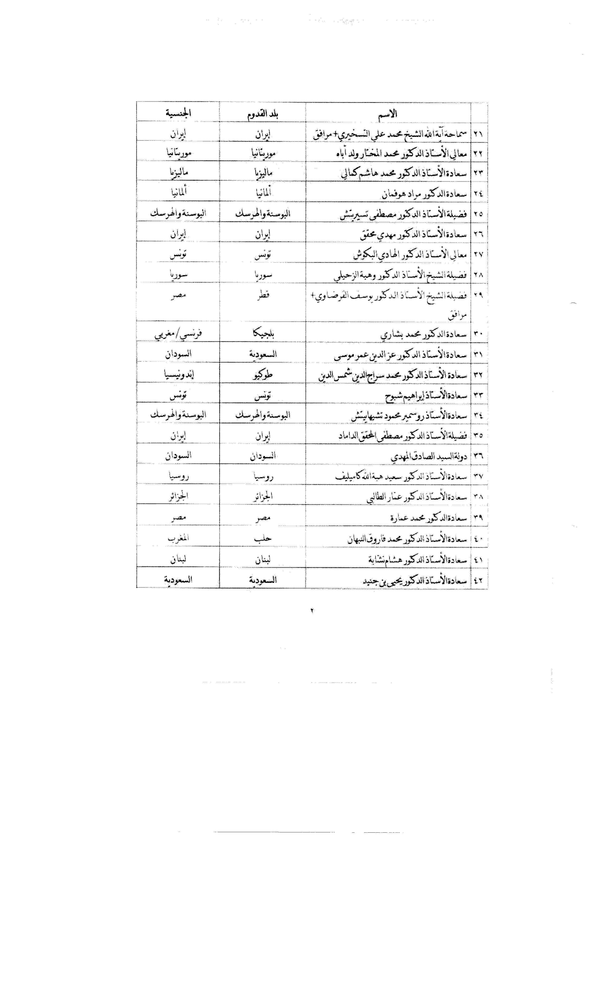 الاسم بلد القدوم الجنسية
٢١ سماحة آية الله الشيخ محمد علي التسخيري+مرافق إيران إيران
٢٢ معالي الأستاذ الدكتور محمد المختار ولد أباه موريتانيا موريتانيا
٢٣ سعادة الأستاذ الدكتور محمد هاشم كمالي ماليزيا ماليزيا
٢٤ سعادة الدكتور مراد هوفمان ألمانيا ألمانيا
٢٥ فضيلة الأستاذ الدكتور مصطفى تسيريتش البوسنة والهرسك البوسنة والهرسك
٢٦ سعادة الأستاذ الدكتور مهدي محقق إيران إيران
٢٧ معالي الأستاذ الدكتور الهادي البكوش تونس تونس
٢٨ فضيلة الشيخ الأستاذ الدكتور وهبة الزحيلي سوريا سوريا
٢٩ فضيلة الشيخ الأستاذ الدكتور يوسف القرضاوي+ قطر مصر
مرافق
٣٠ سعادة الدكتور محمد بشاري بلجيكا فرنسي/مغربي
٣١ سعادة الأستاذ الدكتور عز الدين عمر موسى السعودية السودان
٣٢ سعادة الأستاذ الدكتور محمد سراج الدين شمس الدين طوكيو إندونيسيا
٣٣ سعادة الأستاذ إبراهيم شبوح تونس تونس
٣٤ سعادة الأستاذ روسمير محمود تشيهايتش البوسنة والهرسك البوسنة والهرسك
٣٥ فضيلة الأستاذ الدكتور مصطفى المحقق الداماد إيران إيران
٣٦ دولة السيد الصادق المهدي السودان السودان
٣٧ سعادة الأستاذ الدكتور سعيد هبة الله كاميليف روسيا روسيا
٣٨ سعادة الأستاذ الدكتور عمّار الطالبي الجزائر الجزائر
٣٩ سعادة الدكتور محمد عمارة مصر مصر
٤٠ سعادة الأستاذ الدكتور محمد فاروق النبهان حلب المغرب
٤١ سعادة الأستاذ الدكتور هشام نشّابة لبنان لبنان
٤٢ سعادة الأستاذ الدكتور يحيى بن جنيد السعودية السعودية
٢